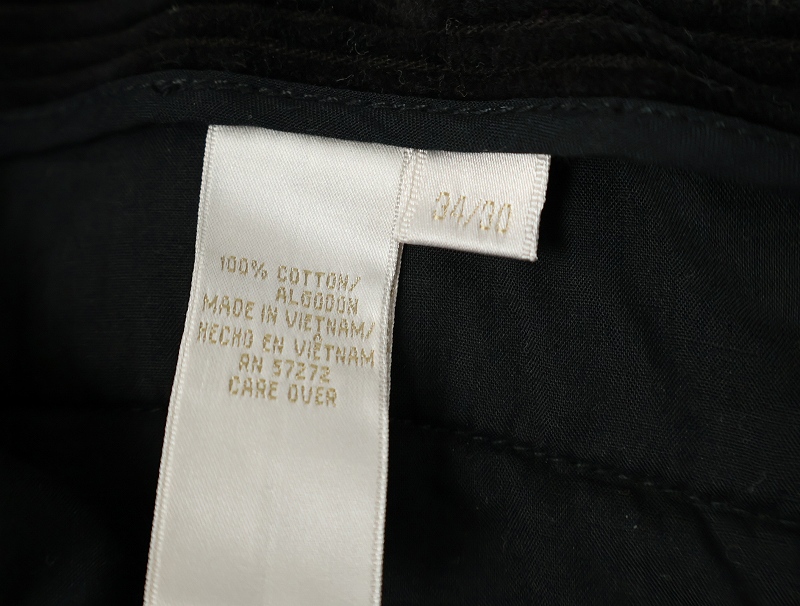 34/30
100% COTTON/
ALGODON
MADE IN VIETNAM/
HECHO EN VIETNAM
RN 57272
CARE OVER